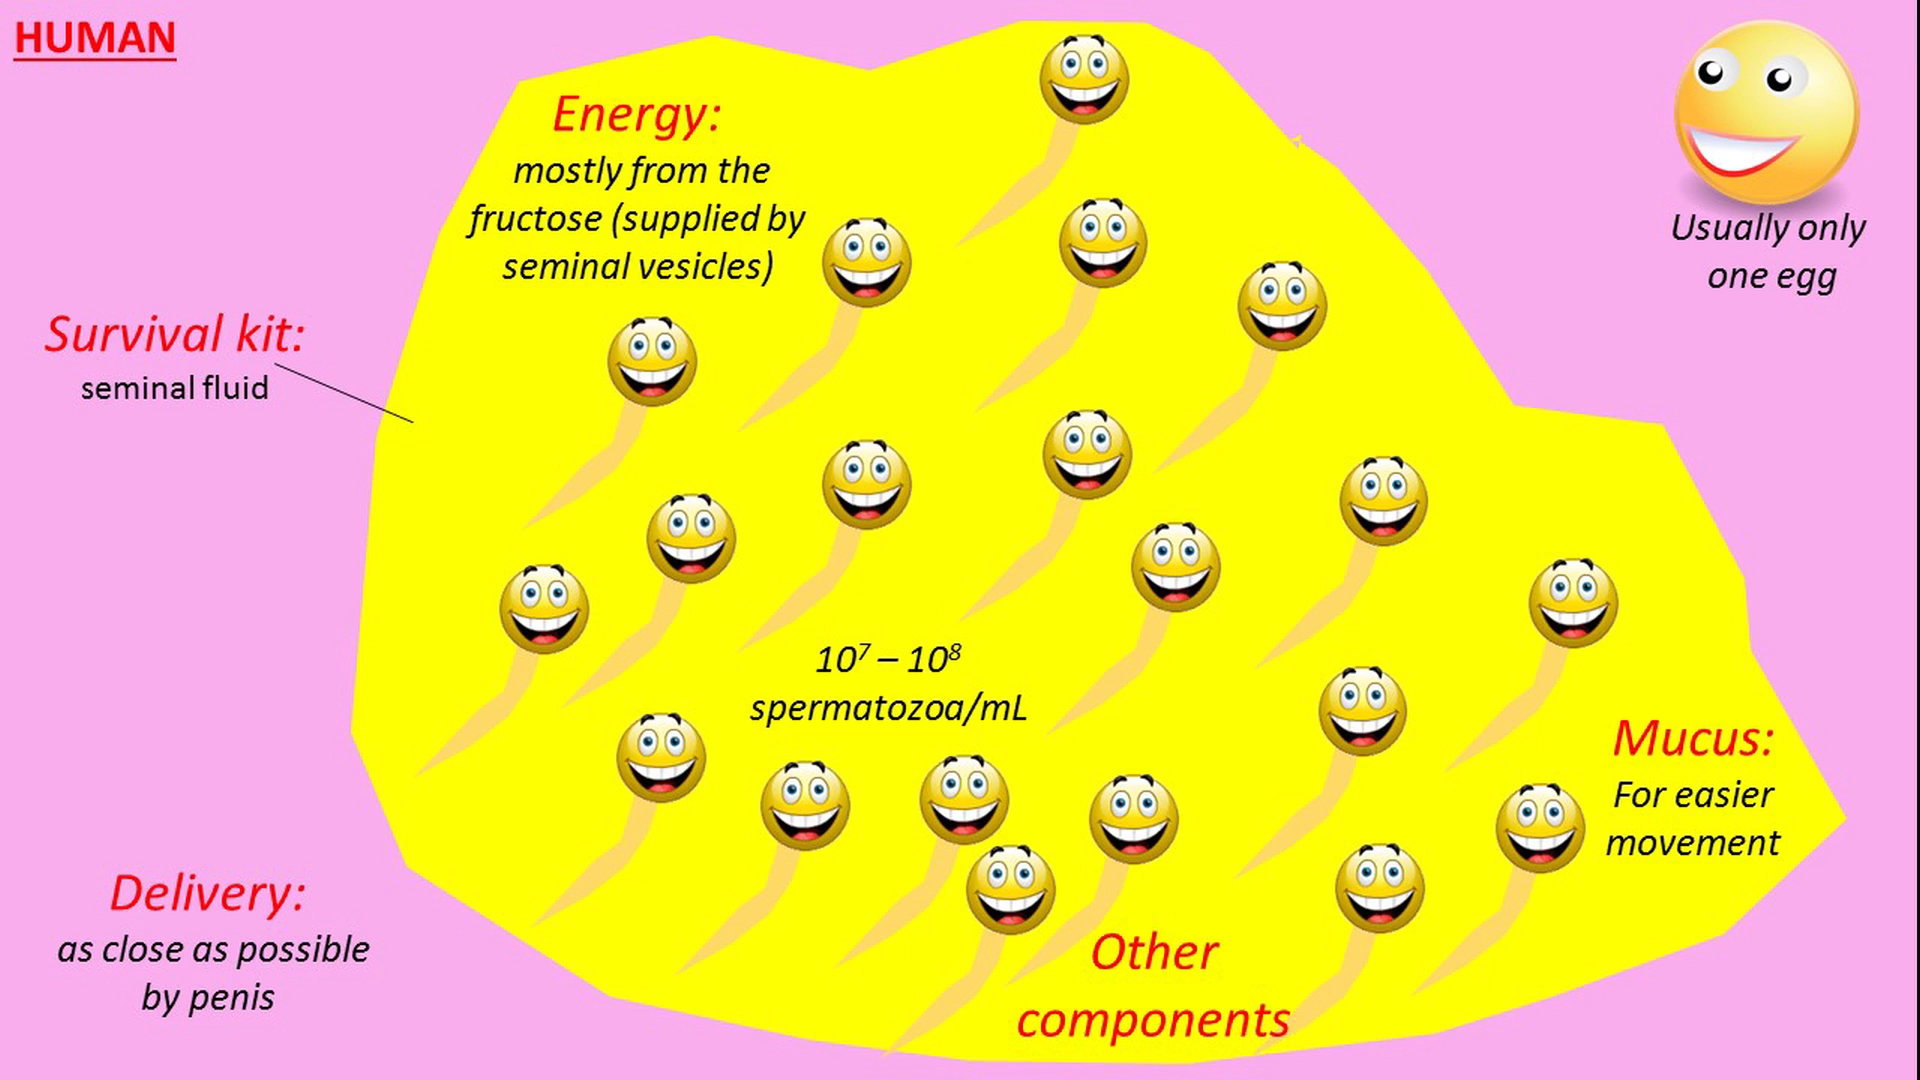 HUMAN
Energy:
mostly from the
fructose (supplied by
seminal vesicles)
Usually only
one egg
Survival kit:
seminal fluid
10⁷ – 10⁸
spermatozoa/mL
Mucus:
For easier
movement
Delivery:
as close as possible
by penis
Other
components